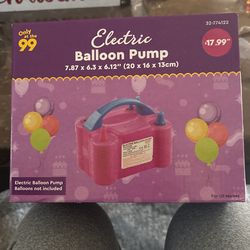 32-774122
Only
at the
99
Electric
$17.99
Balloon Pump
7.87 x 6.3 x 6.12" (20 x 16 x 13cm)
Electric Balloon Pump
Balloons not included